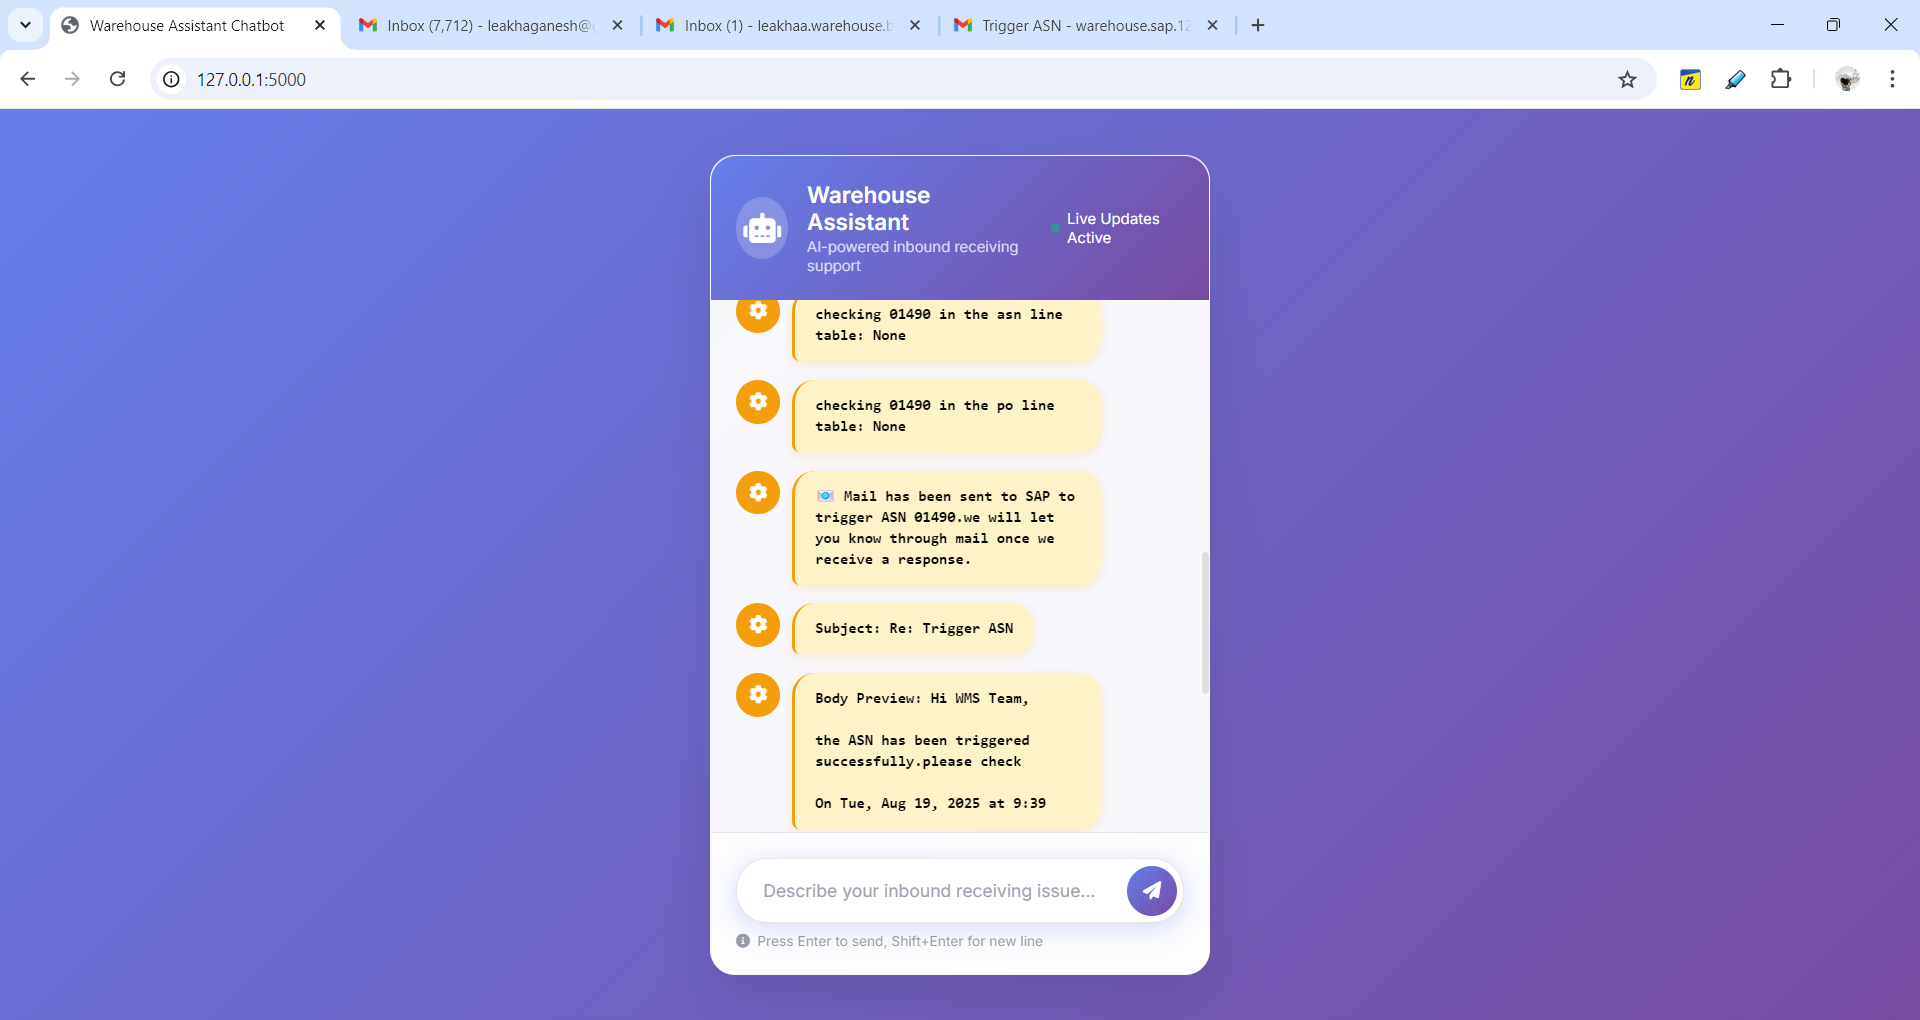 Warehouse Assistant Chatbot
Inbox (7,712) - leakhaganesh@g
Inbox (1) - leakhaa.warehouse.b
Trigger ASN - warehouse.sap.12
127.0.0.1:5000
Warehouse
Assistant
AI-powered inbound receiving
support
Live Updates
Active
checking 01490 in the asn line
table: None
checking 01490 in the po line
table: None
Mail has been sent to SAP to
trigger ASN 01490.we will let
you know through mail once we
receive a response.
Subject: Re: Trigger ASN
Body Preview: Hi WMS Team,
the ASN has been triggered
successfully.please check
On Tue, Aug 19, 2025 at 9:39
Describe your inbound receiving issue...
Press Enter to send, Shift+Enter for new line